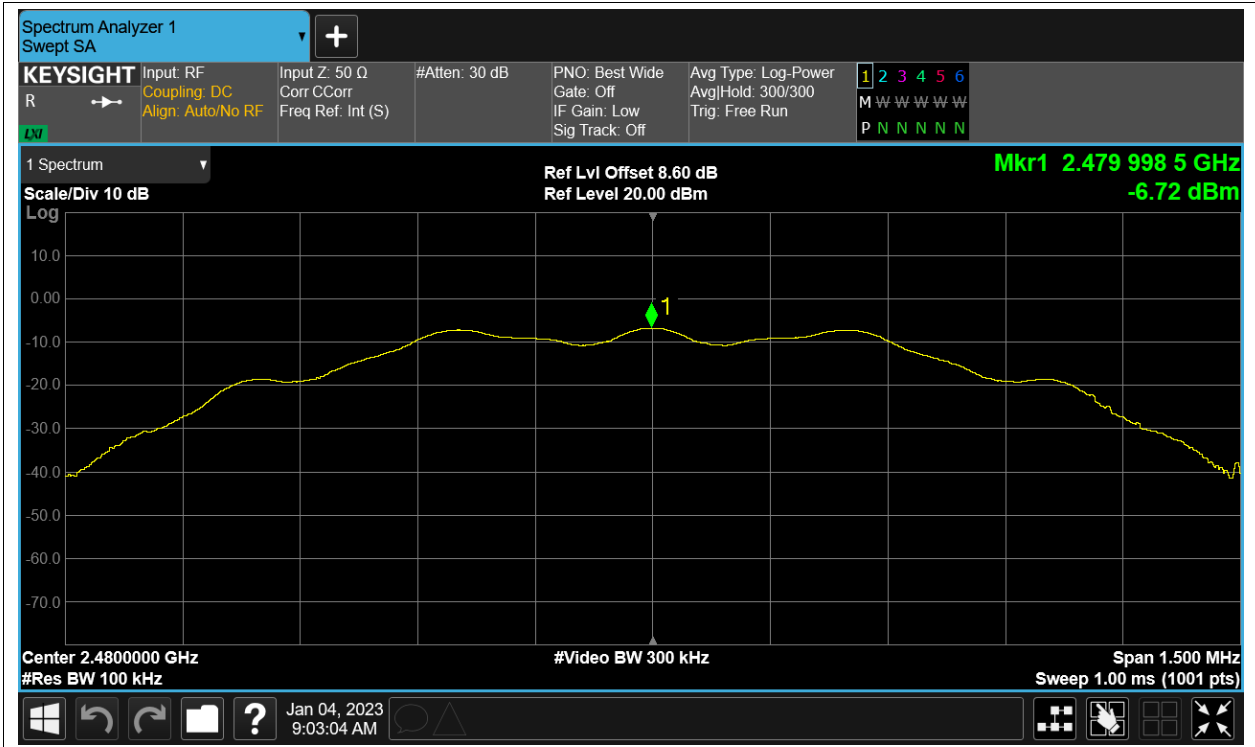 Spectrum Analyzer 1
Swept SA
KEYSIGHT
R
LXI
Input: RF
Coupling: DC
Align: Auto/No RF
Input Z: 50 Ω
Corr CCorr
Freq Ref: Int (S)
#Atten: 30 dB
PNO: Best Wide
Gate: Off
IF Gain: Low
Sig Track: Off
Avg Type: Log-Power
Avg|Hold: 300/300
Trig: Free Run
1 2 3 4 5 6
M W W W W W W
P N N N N N N
1 Spectrum
Scale/Div 10 dB
Log
Ref Lvl Offset 8.60 dB
Ref Level 20.00 dBm
Mkr1 2.479 998 5 GHz
-6.72 dBm
10.0
0.00
1
-10.0
-20.0
-30.0
-40.0
-50.0
-60.0
-70.0
Center 2.4800000 GHz
#Res BW 100 kHz
#Video BW 300 kHz
Span 1.500 MHz
Sweep 1.00 ms (1001 pts)
?
Jan 04, 2023
9:03:04 AM